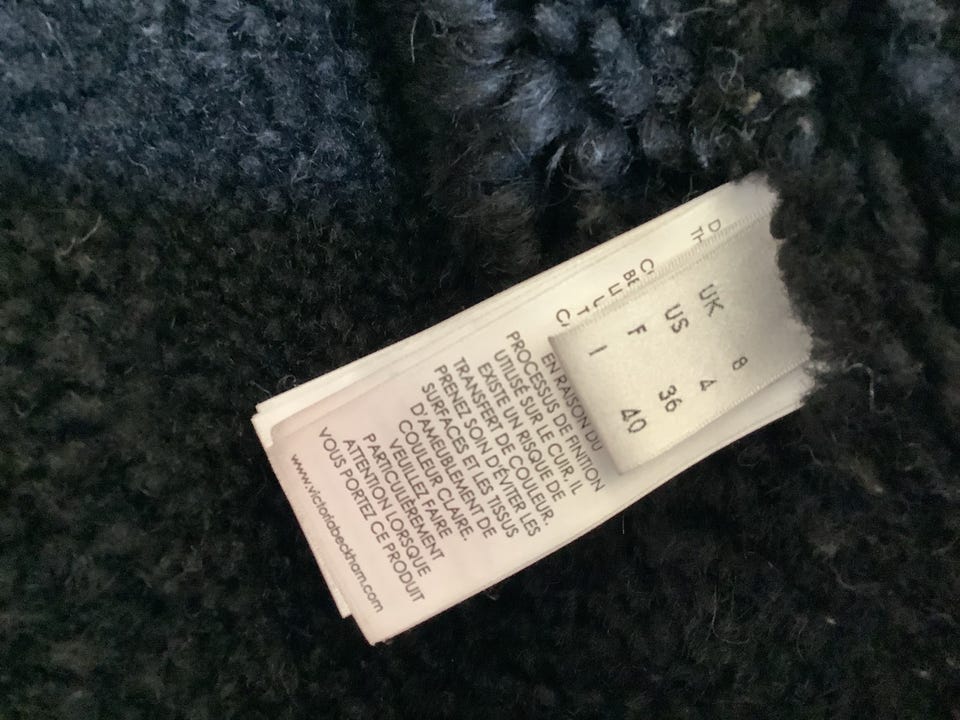 UK 8
US 4
F 36
I 40
EN RAISON DU
PROCESSUS DE FINITION
UTILISÉ SUR LE CUIR, IL
EXISTE UN RISQUE DE
TRANSFERT DE COULEUR.
PRENEZ SOIN D'ÉVITER LES
SURFACES ET LES TISSUS
D'AMEUBLEMENT DE
COULEUR CLAIRE.
VEUILLEZ FAIRE
PARTICULIÈREMENT
ATTENTION LORSQUE
VOUS PORTEZ CE PRODUIT
www.victoriabeckham.com